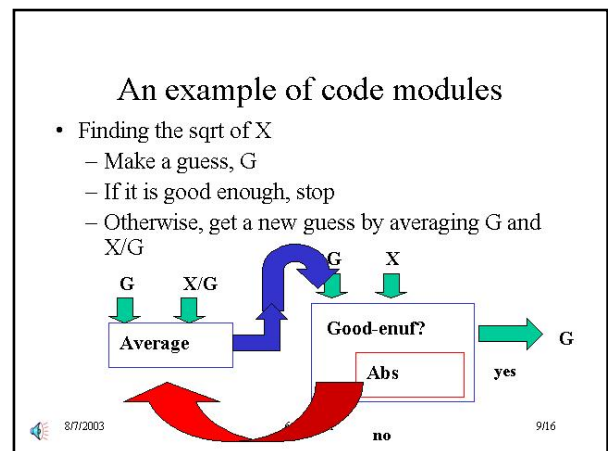 An example of code modules
• Finding the sqrt of X
– Make a guess, G
– If it is good enough, stop
– Otherwise, get a new guess by averaging G and
X/G
G X
G X/G
Good-enuf?
Average
G
Abs
yes
8/7/2003
9/16
no